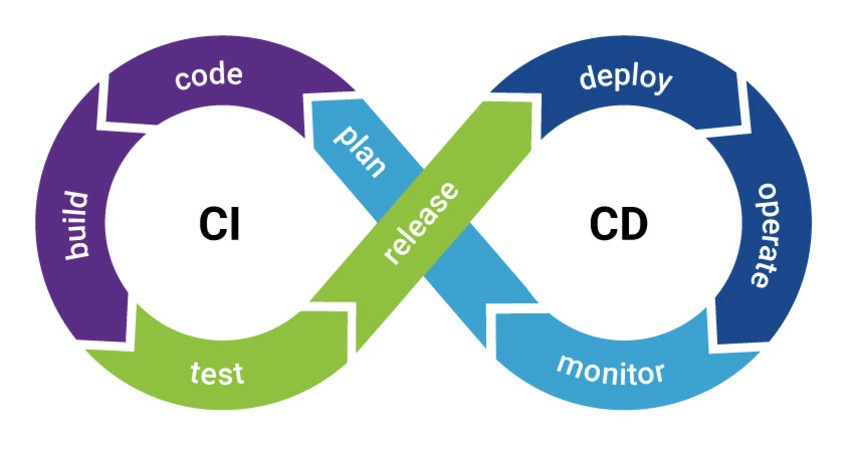 code
deploy
plan
build
CI
release
CD
operate
test
monitor